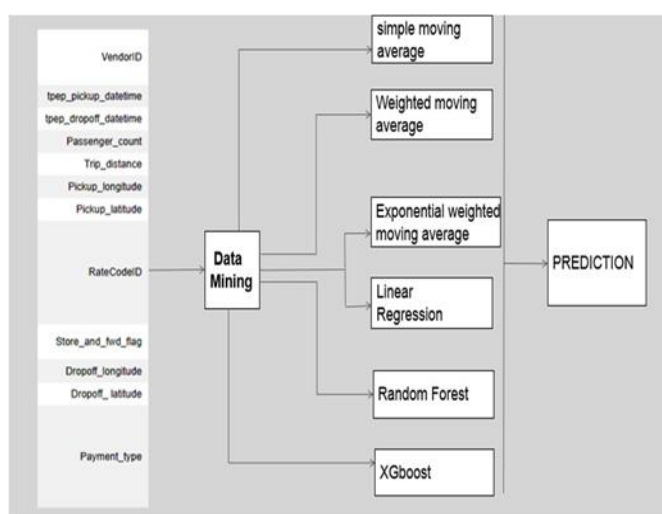 VendorID
tpep_pickup_datetime
tpep_dropoff_datetime
Passenger_count
Trip_distance
Pickup_longitude
Pickup_latitude
RateCodeID
Store_and_fwd_flag
Dropoff_longitude
Dropoff_ latitude
Payment_type
Data
Mining
simple moving
average
Weighted moving
average
Exponential weighted
moving average
Linear
Regression
Random Forest
XGboost
PREDICTION